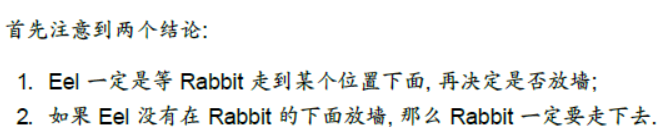 首先注意到两个结论:
1. Eel 一定是等 Rabbit 走到某个位置下面, 再决定是否放墙;
2. 如果 Eel 没有在 Rabbit 的下面放墙, 那么 Rabbit 一定要走下去.